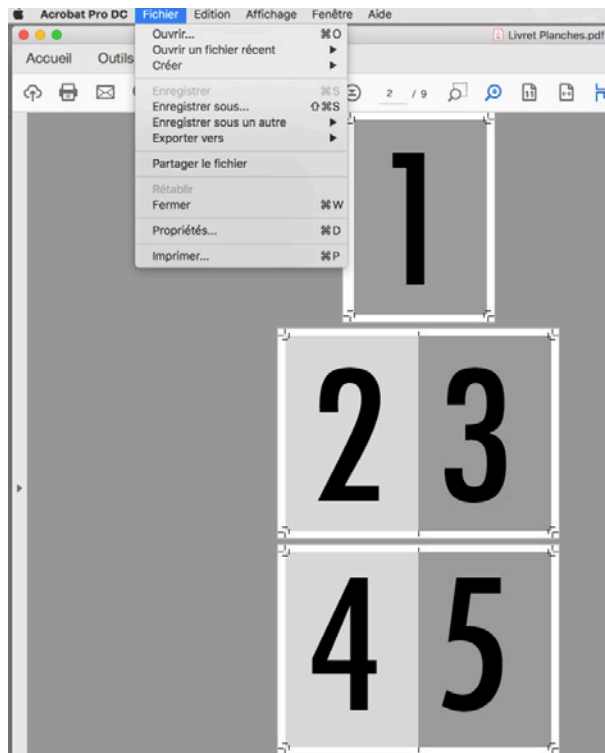 Acrobat Pro DC Fichier Edition Affichage Fenêtre Aide
Livret Planches.pdf
Accueil Outils
2 / 9
Ouvrir... ⌘O
Ouvrir un fichier récent
Créer
Enregistrer ⌘S
Enregistrer sous... ⇧⌘S
Enregistrer sous un autre
Exporter vers
Partager le fichier
Rétablir
Fermer ⌘W
Propriétés... ⌘D
Imprimer... ⌘P
1
2 3
4 5